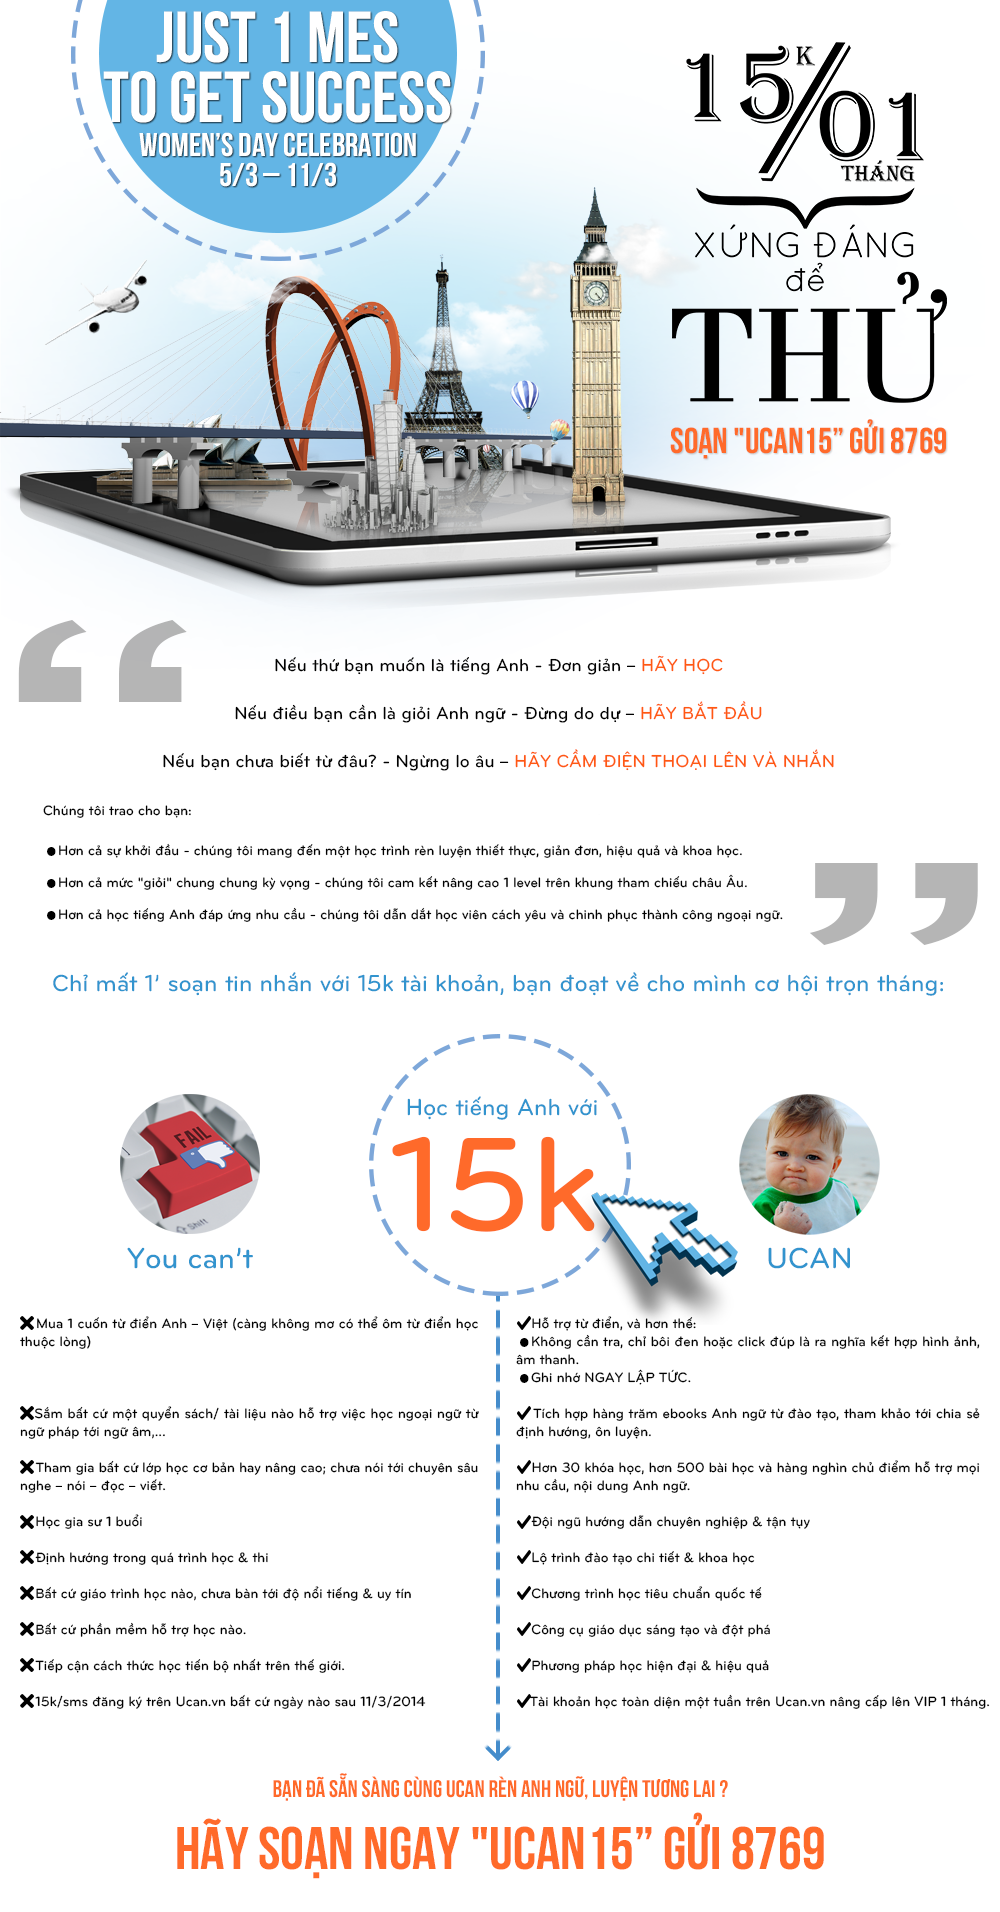 JUST 1 MES
TO GET SUCCESS
WOMEN'S DAY CELEBRATION
5/3 – 11/3
15K/01
THÁNG
XỨNG ĐÁNG
để
THỬ
SOẠN "UCAN15” GỬI 8769
Nếu thứ bạn muốn là tiếng Anh - Đơn giản – HÃY HỌC
Nếu điều bạn cần là giỏi Anh ngữ - Đừng do dự – HÃY BẮT ĐẦU
Nếu bạn chưa biết từ đâu? - Ngừng lo âu – HÃY CẦM ĐIỆN THOẠI LÊN VÀ NHẮN
Chúng tôi trao cho bạn:
●Hơn cả sự khởi đầu - chúng tôi mang đến một học trình rèn luyện thiết thực, giản đơn, hiệu quả và khoa học.
●Hơn cả mức "giỏi" chung chung kỳ vọng - chúng tôi cam kết nâng cao 1 level trên khung tham chiếu châu Âu.
●Hơn cả học tiếng Anh đáp ứng nhu cầu - chúng tôi dẫn dắt học viên cách yêu và chinh phục thành công ngoại ngữ.
Chỉ mất 1’ soạn tin nhắn với 15k tài khoản, bạn đoạt về cho mình cơ hội trọn tháng:
Học tiếng Anh với
15k
FAIL
Shift
You can’t
UCAN
✖Mua 1 cuốn từ điển Anh – Việt (càng không mơ có thể ôm từ điển học
thuộc lòng)
✔Hỗ trợ từ điển, và hơn thế:
●Không cần tra, chỉ bôi đen hoặc click đúp là ra nghĩa kết hợp hình ảnh,
âm thanh.
●Ghi nhớ NGAY LẬP TỨC.
✖Sắm bất cứ một quyển sách/ tài liệu nào hỗ trợ việc học ngoại ngữ từ
ngữ pháp tới ngữ âm,...
✔Tích hợp hàng trăm ebooks Anh ngữ từ đào tạo, tham khảo tới chia sẻ
định hướng, ôn luyện.
✖Tham gia bất cứ lớp học cơ bản hay nâng cao; chưa nói tới chuyên sâu
nghe – nói – đọc – viết.
✔Hơn 30 khóa học, hơn 500 bài học và hàng nghìn chủ điểm hỗ trợ mọi
nhu cầu, nội dung Anh ngữ.
✖Học gia sư 1 buổi
✔Đội ngũ hướng dẫn chuyên nghiệp & tận tụy
✖Định hướng trong quá trình học & thi
✔Lộ trình đào tạo chi tiết & khoa học
✖Bất cứ giáo trình học nào, chưa bàn tới độ nổi tiếng & uy tín
✔Chương trình học tiêu chuẩn quốc tế
✖Bất cứ phần mềm hỗ trợ học nào.
✔Công cụ giáo dục sáng tạo và đột phá
✖Tiếp cận cách thức học tiến bộ nhất trên thế giới.
✔Phương pháp học hiện đại & hiệu quả
✖15k/sms đăng ký trên Ucan.vn bất cứ ngày nào sau 11/3/2014
✔Tài khoản học toàn diện một tuần trên Ucan.vn nâng cấp lên VIP 1 tháng.
BẠN ĐÃ SẴN SÀNG CÙNG UCAN RÈN ANH NGỮ, LUYỆN TƯƠNG LAI ?
HÃY SOẠN NGAY "UCAN15” GỬI 8769